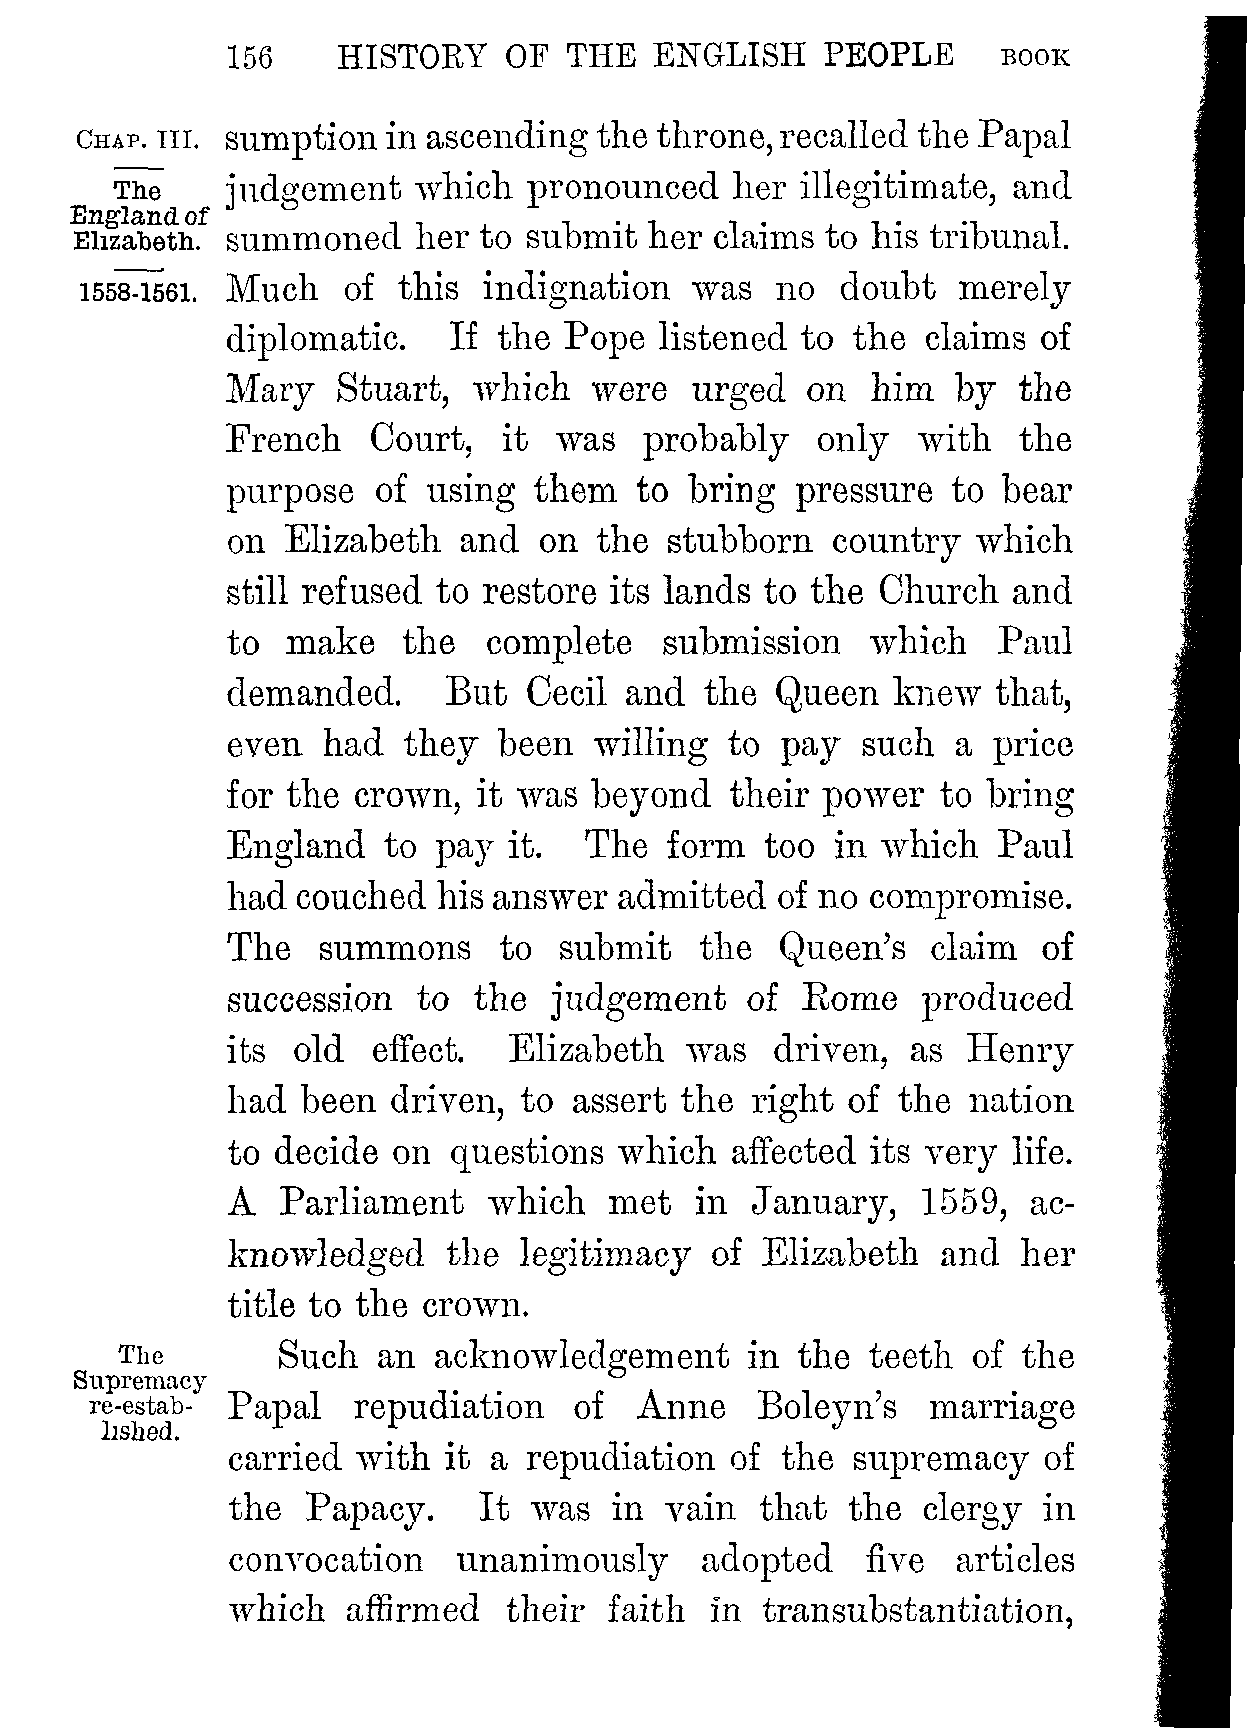 156 HISTORY OF THE ENGLISH PEOPLE BOOK
CHAP. III.
The
England of
Elizabeth.
1558-1561.
sumption in ascending the throne, recalled the Papal
judgement which pronounced her illegitimate, and
summoned her to submit her claims to his tribunal.
Much of this indignation was no doubt merely
diplomatic. If the Pope listened to the claims of
Mary Stuart, which were urged on him by the
French Court, it was probably only with the
purpose of using them to bring pressure to bear
on Elizabeth and on the stubborn country which
still refused to restore its lands to the Church and
to make the complete submission which Paul
demanded. But Cecil and the Queen knew that,
even had they been willing to pay such a price
for the crown, it was beyond their power to bring
England to pay it. The form too in which Paul
had couched his answer admitted of no compromise.
The summons to submit the Queen's claim of
succession to the judgement of Rome produced
its old effect. Elizabeth was driven, as Henry
had been driven, to assert the right of the nation
to decide on questions which affected its very life.
A Parliament which met in January, 1559, ac-
knowledged the legitimacy of Elizabeth and her
title to the crown.
The
Supremacy
re-estab-
lished.
Such an acknowledgement in the teeth of the
Papal repudiation of Anne Boleyn's marriage
carried with it a repudiation of the supremacy of
the Papacy. It was in vain that the clergy in
convocation unanimously adopted five articles
which affirmed their faith in transubstantiation,